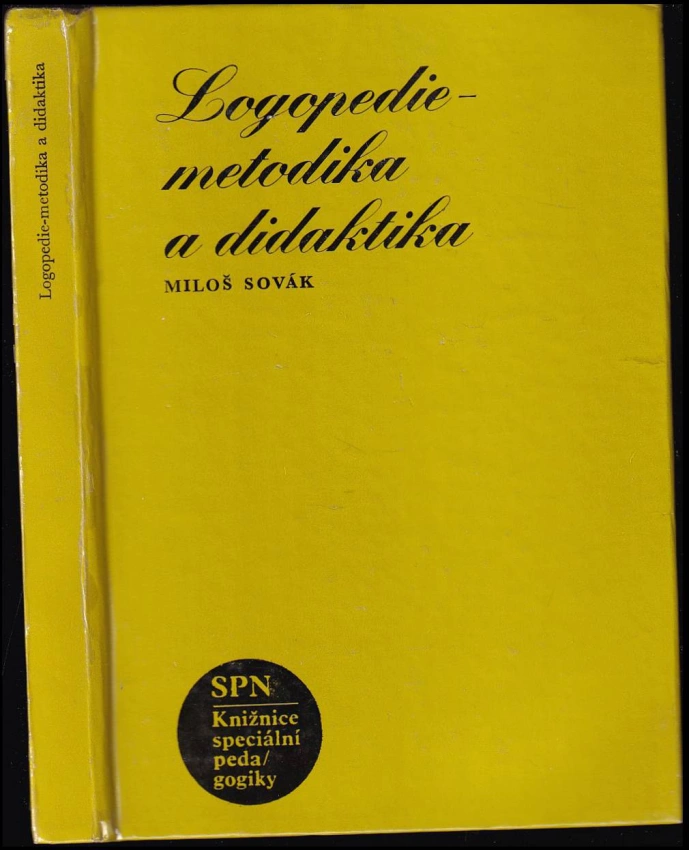 Logopedie-metodika a didaktika
Logopedie-
metodika
a didaktika
MILOŠ SOVÁK
SPN
Knižnice
speciální
peda/
gogiky